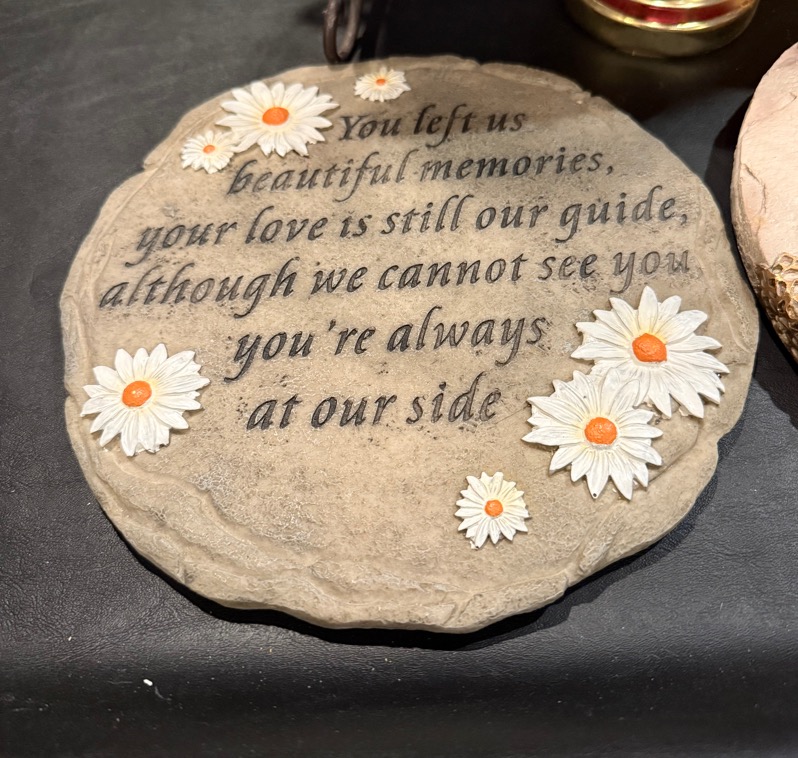 You left us
beautiful memories,
your love is still our guide,
although we cannot see you
you're always
at our side